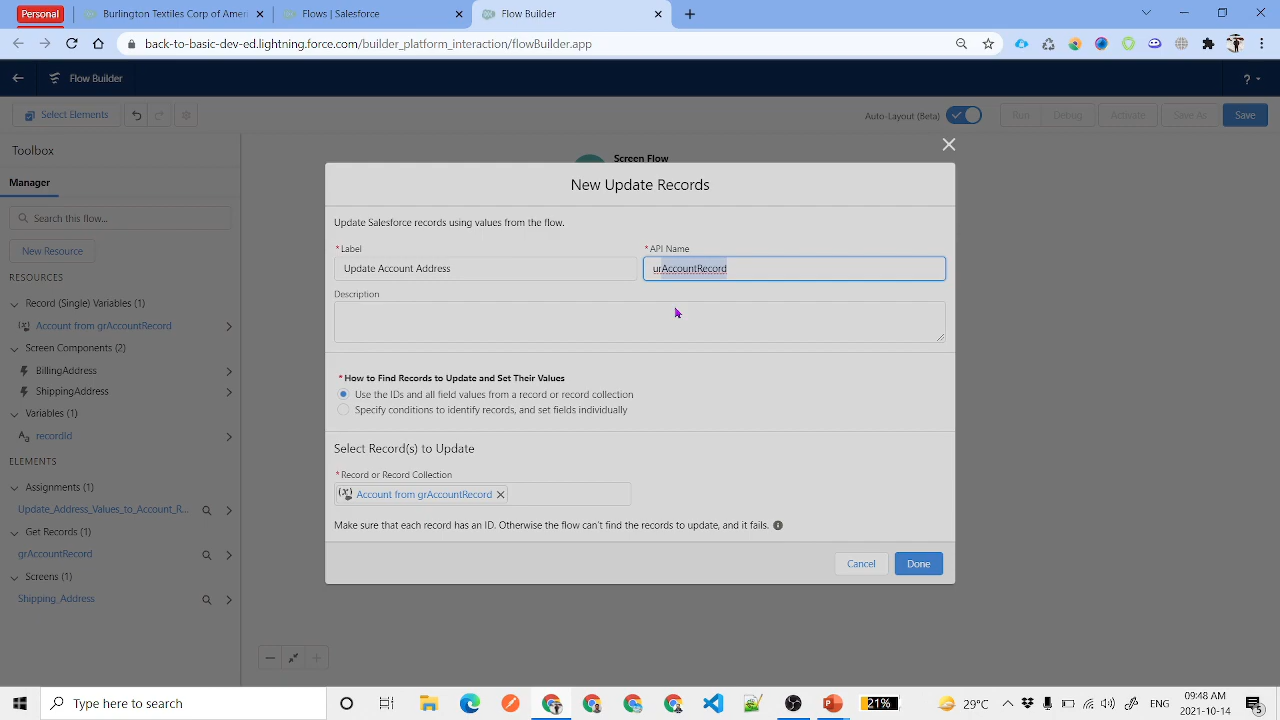 Personal
Burlington Textiles Corp of Ameri
Flows | Salesforce
Flow Builder
back-to-basic-dev-ed.lightning.force.com/builder_platform_interaction/flowBuilder.app
Flow Builder
?
Select Elements
Auto-Layout (Beta)
Run
Debug
Activate
Save As
Save
Toolbox
Manager
Search this flow...
New Resource
RESOURCES
Record (Single) Variables (1)
Account from grAccountRecord
Screen Components (2)
BillingAddress
ShippingAddress
Variables (1)
recordId
ELEMENTS
Assignments (1)
Update_Address_Values_to_Account_R...
Get Records (1)
grAccountRecord
Screens (1)
Shipping_Address
Screen Flow
New Update Records
Update Salesforce records using values from the flow.
*Label
Update Account Address
*API Name
urAccountRecord
Description
*How to Find Records to Update and Set Their Values
Use the IDs and all field values from a record or record collection
Specify conditions to identify records, and set fields individually
Select Record(s) to Update
*Record or Record Collection
Account from grAccountRecord
Make sure that each record has an ID. Otherwise the flow can't find the records to update, and it fails.
Cancel
Done
Type here to search
21%
29°C
ENG
09:48 AM
2021-10-14
5